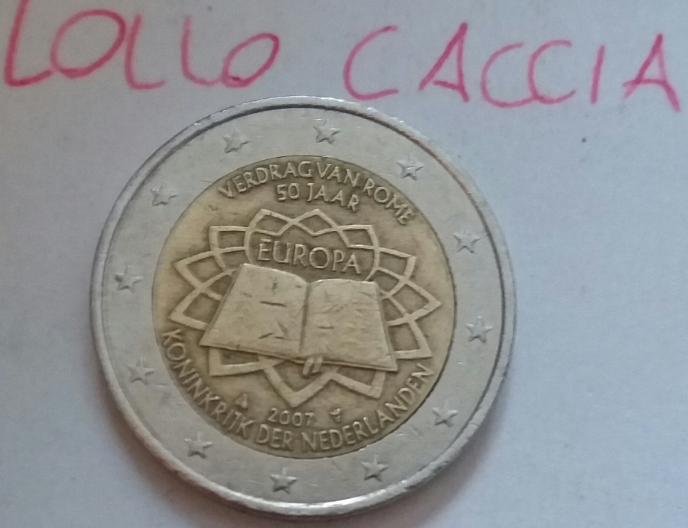 LOLLO CACCIA
VERDRAG VAN ROME
50 JAAR
EUROPA
2007
KONINKRIJK DER NEDERLANDEN